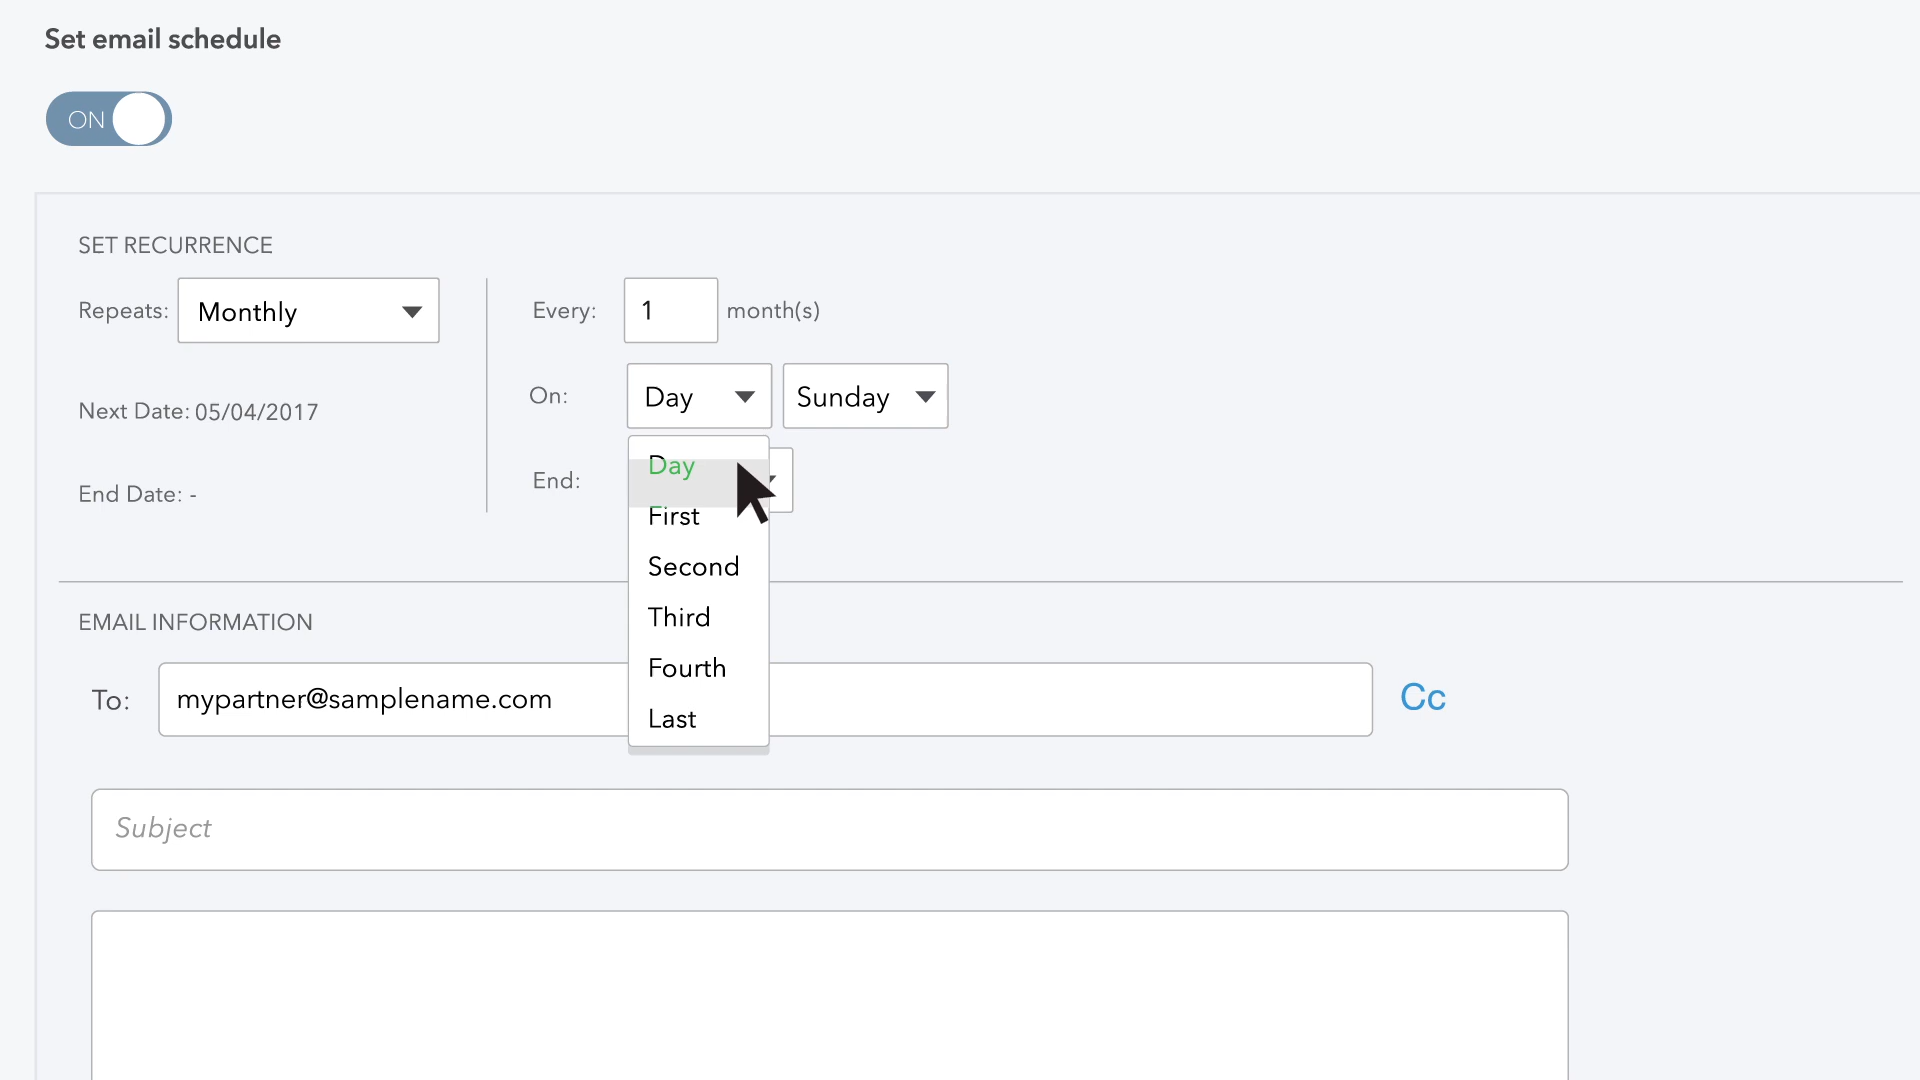 Set email schedule
ON
SET RECURRENCE
Repeats: Monthly
Every: 1 month(s)
On: Day Sunday
Next Date: 05/04/2017
End Date: -
End:
Day
First
Second
Third
Fourth
Last
EMAIL INFORMATION
To: mypartner@samplename.com Cc
Subject